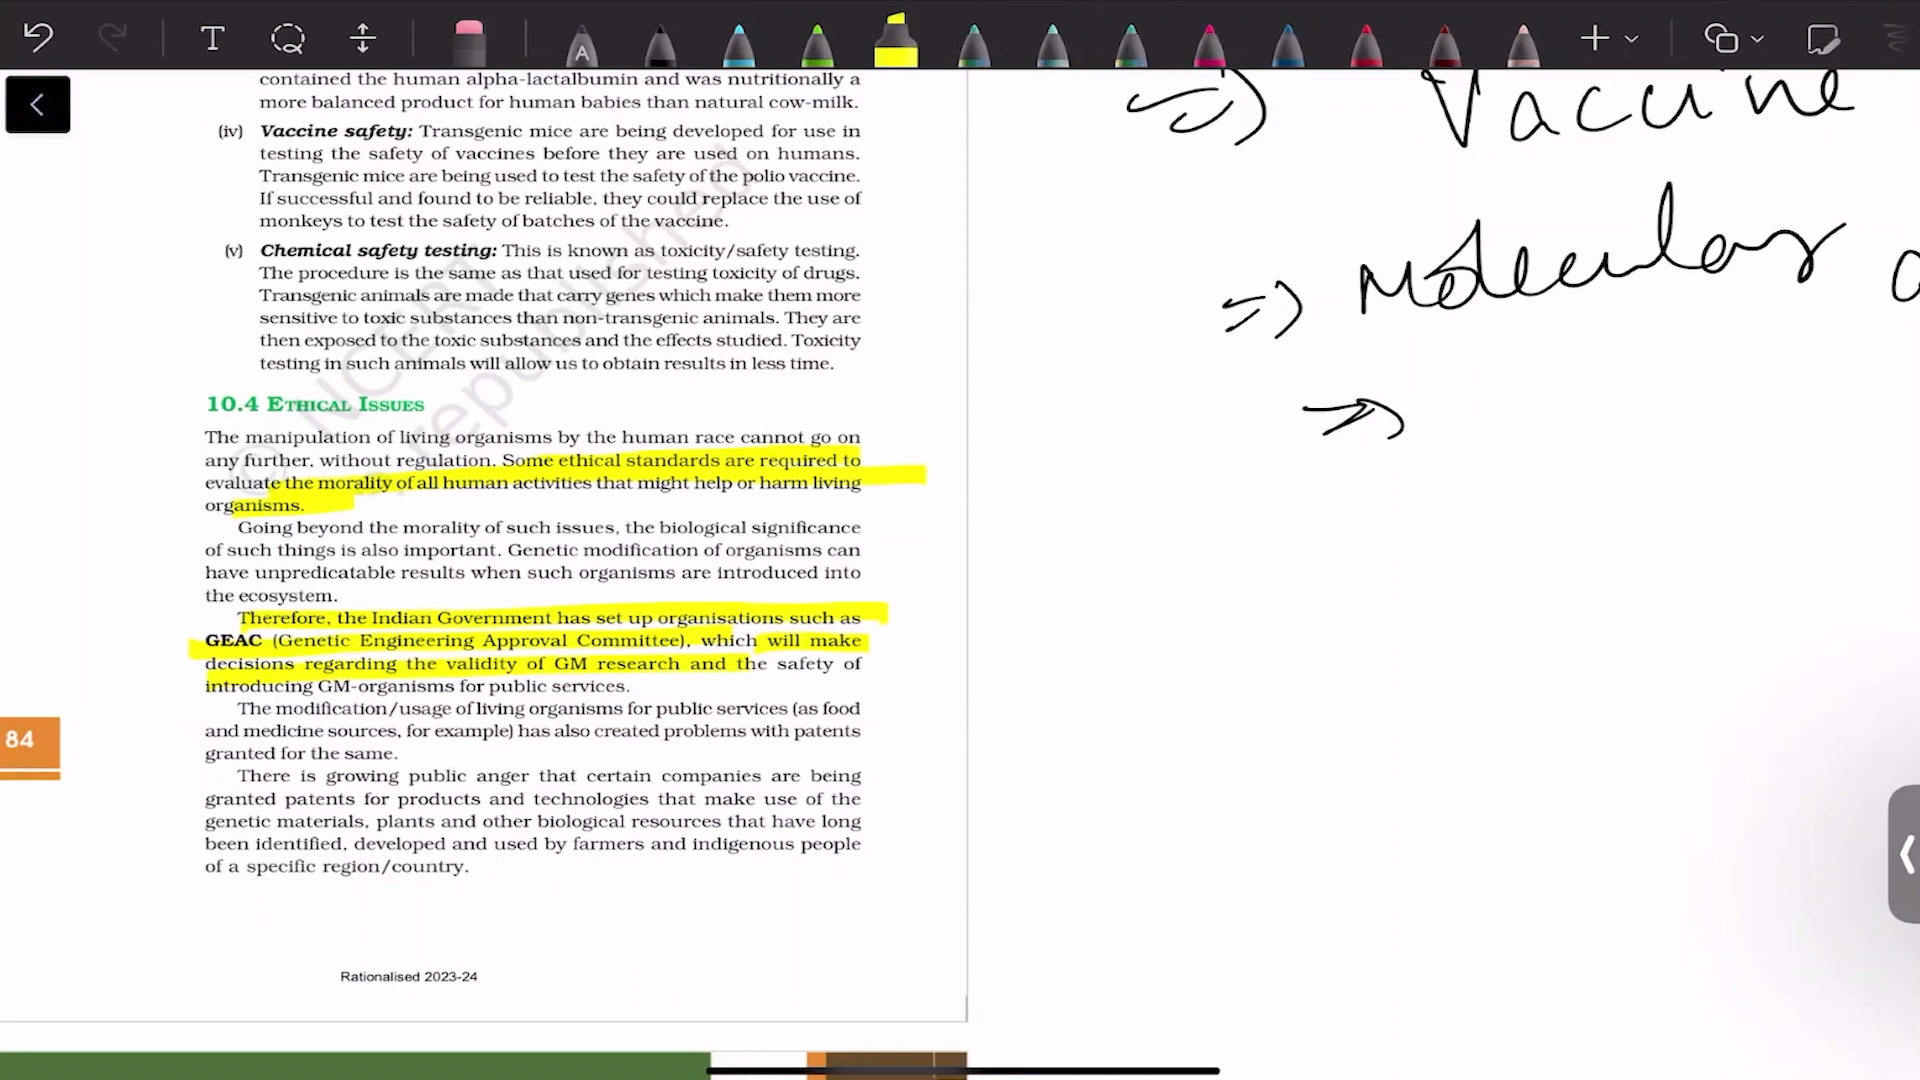 T
A
contained the human alpha-lactalbumin and was nutritionally a
more balanced product for human babies than natural cow-milk.
(iv) Vaccine safety: Transgenic mice are being developed for use in
testing the safety of vaccines before they are used on humans.
Transgenic mice are being used to test the safety of the polio vaccine.
If successful and found to be reliable, they could replace the use of
monkeys to test the safety of batches of the vaccine.
(v) Chemical safety testing: This is known as toxicity/safety testing.
The procedure is the same as that used for testing toxicity of drugs.
Transgenic animals are made that carry genes which make them more
sensitive to toxic substances than non-transgenic animals. They are
then exposed to the toxic substances and the effects studied. Toxicity
testing in such animals will allow us to obtain results in less time.
10.4 ETHICAL ISSUES
The manipulation of living organisms by the human race cannot go on
any further, without regulation. Some ethical standards are required to
evaluate the morality of all human activities that might help or harm living
organisms.
Going beyond the morality of such issues, the biological significance
of such things is also important. Genetic modification of organisms can
have unpredicatable results when such organisms are introduced into
the ecosystem.
Therefore, the Indian Government has set up organisations such as
GEAC (Genetic Engineering Approval Committee), which will make
decisions regarding the validity of GM research and the safety of
introducing GM-organisms for public services.
The modification/usage of living organisms for public services (as food
and medicine sources, for example) has also created problems with patents
granted for the same.
There is growing public anger that certain companies are being
granted patents for products and technologies that make use of the
genetic materials, plants and other biological resources that have long
been identified, developed and used by farmers and indigenous people
of a specific region/country.
84
Rationalised 2023-24
© NCERT
republished
Vaccine
Molecular